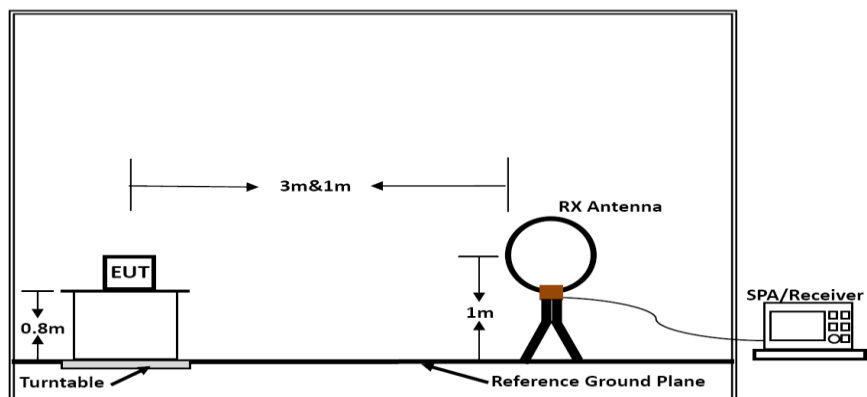 3m&1m
RX Antenna
EUT
SPA/Receiver
0.8m
1m
Turntable
Reference Ground Plane